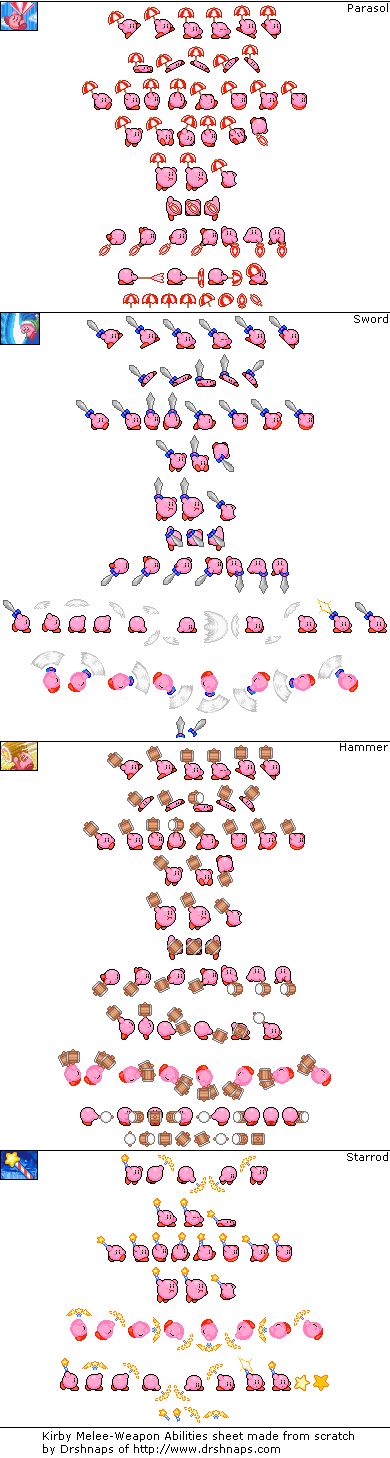 Parasol
Sword
Hammer
Starrod
Kirby Melee-Weapon Abilities sheet made from scratch
by Drshnaps of http://www.drshnaps.com